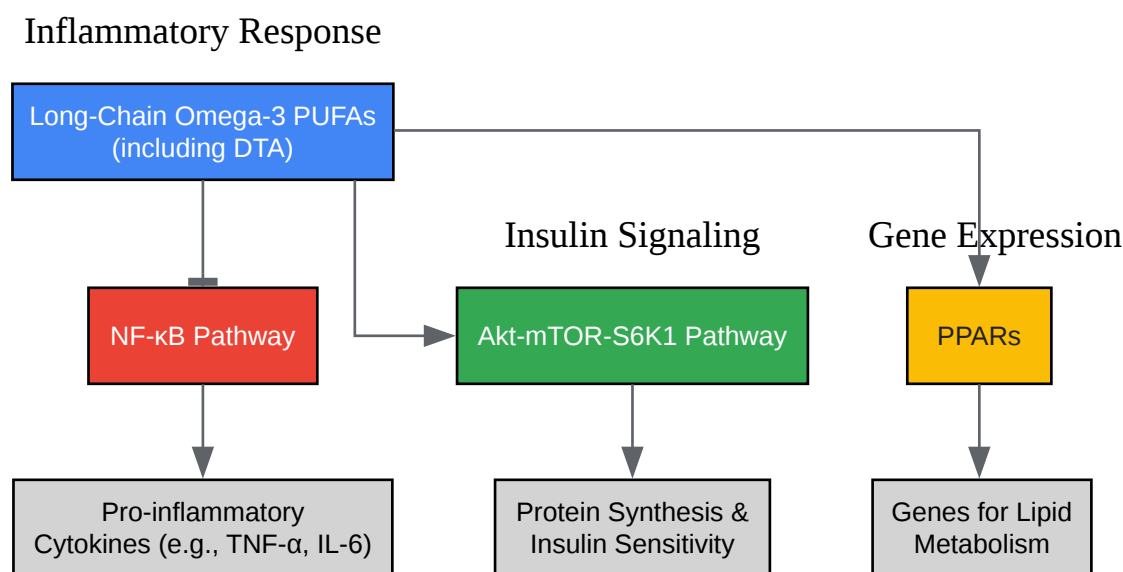 Inflammatory Response
Long-Chain Omega-3 PUFAs
(including DTA)
Insulin Signaling
Gene Expression
NF-κB Pathway
Akt-mTOR-S6K1 Pathway
PPARs
Pro-inflammatory
Cytokines (e.g., TNF-α, IL-6)
Protein Synthesis &
Insulin Sensitivity
Genes for Lipid
Metabolism